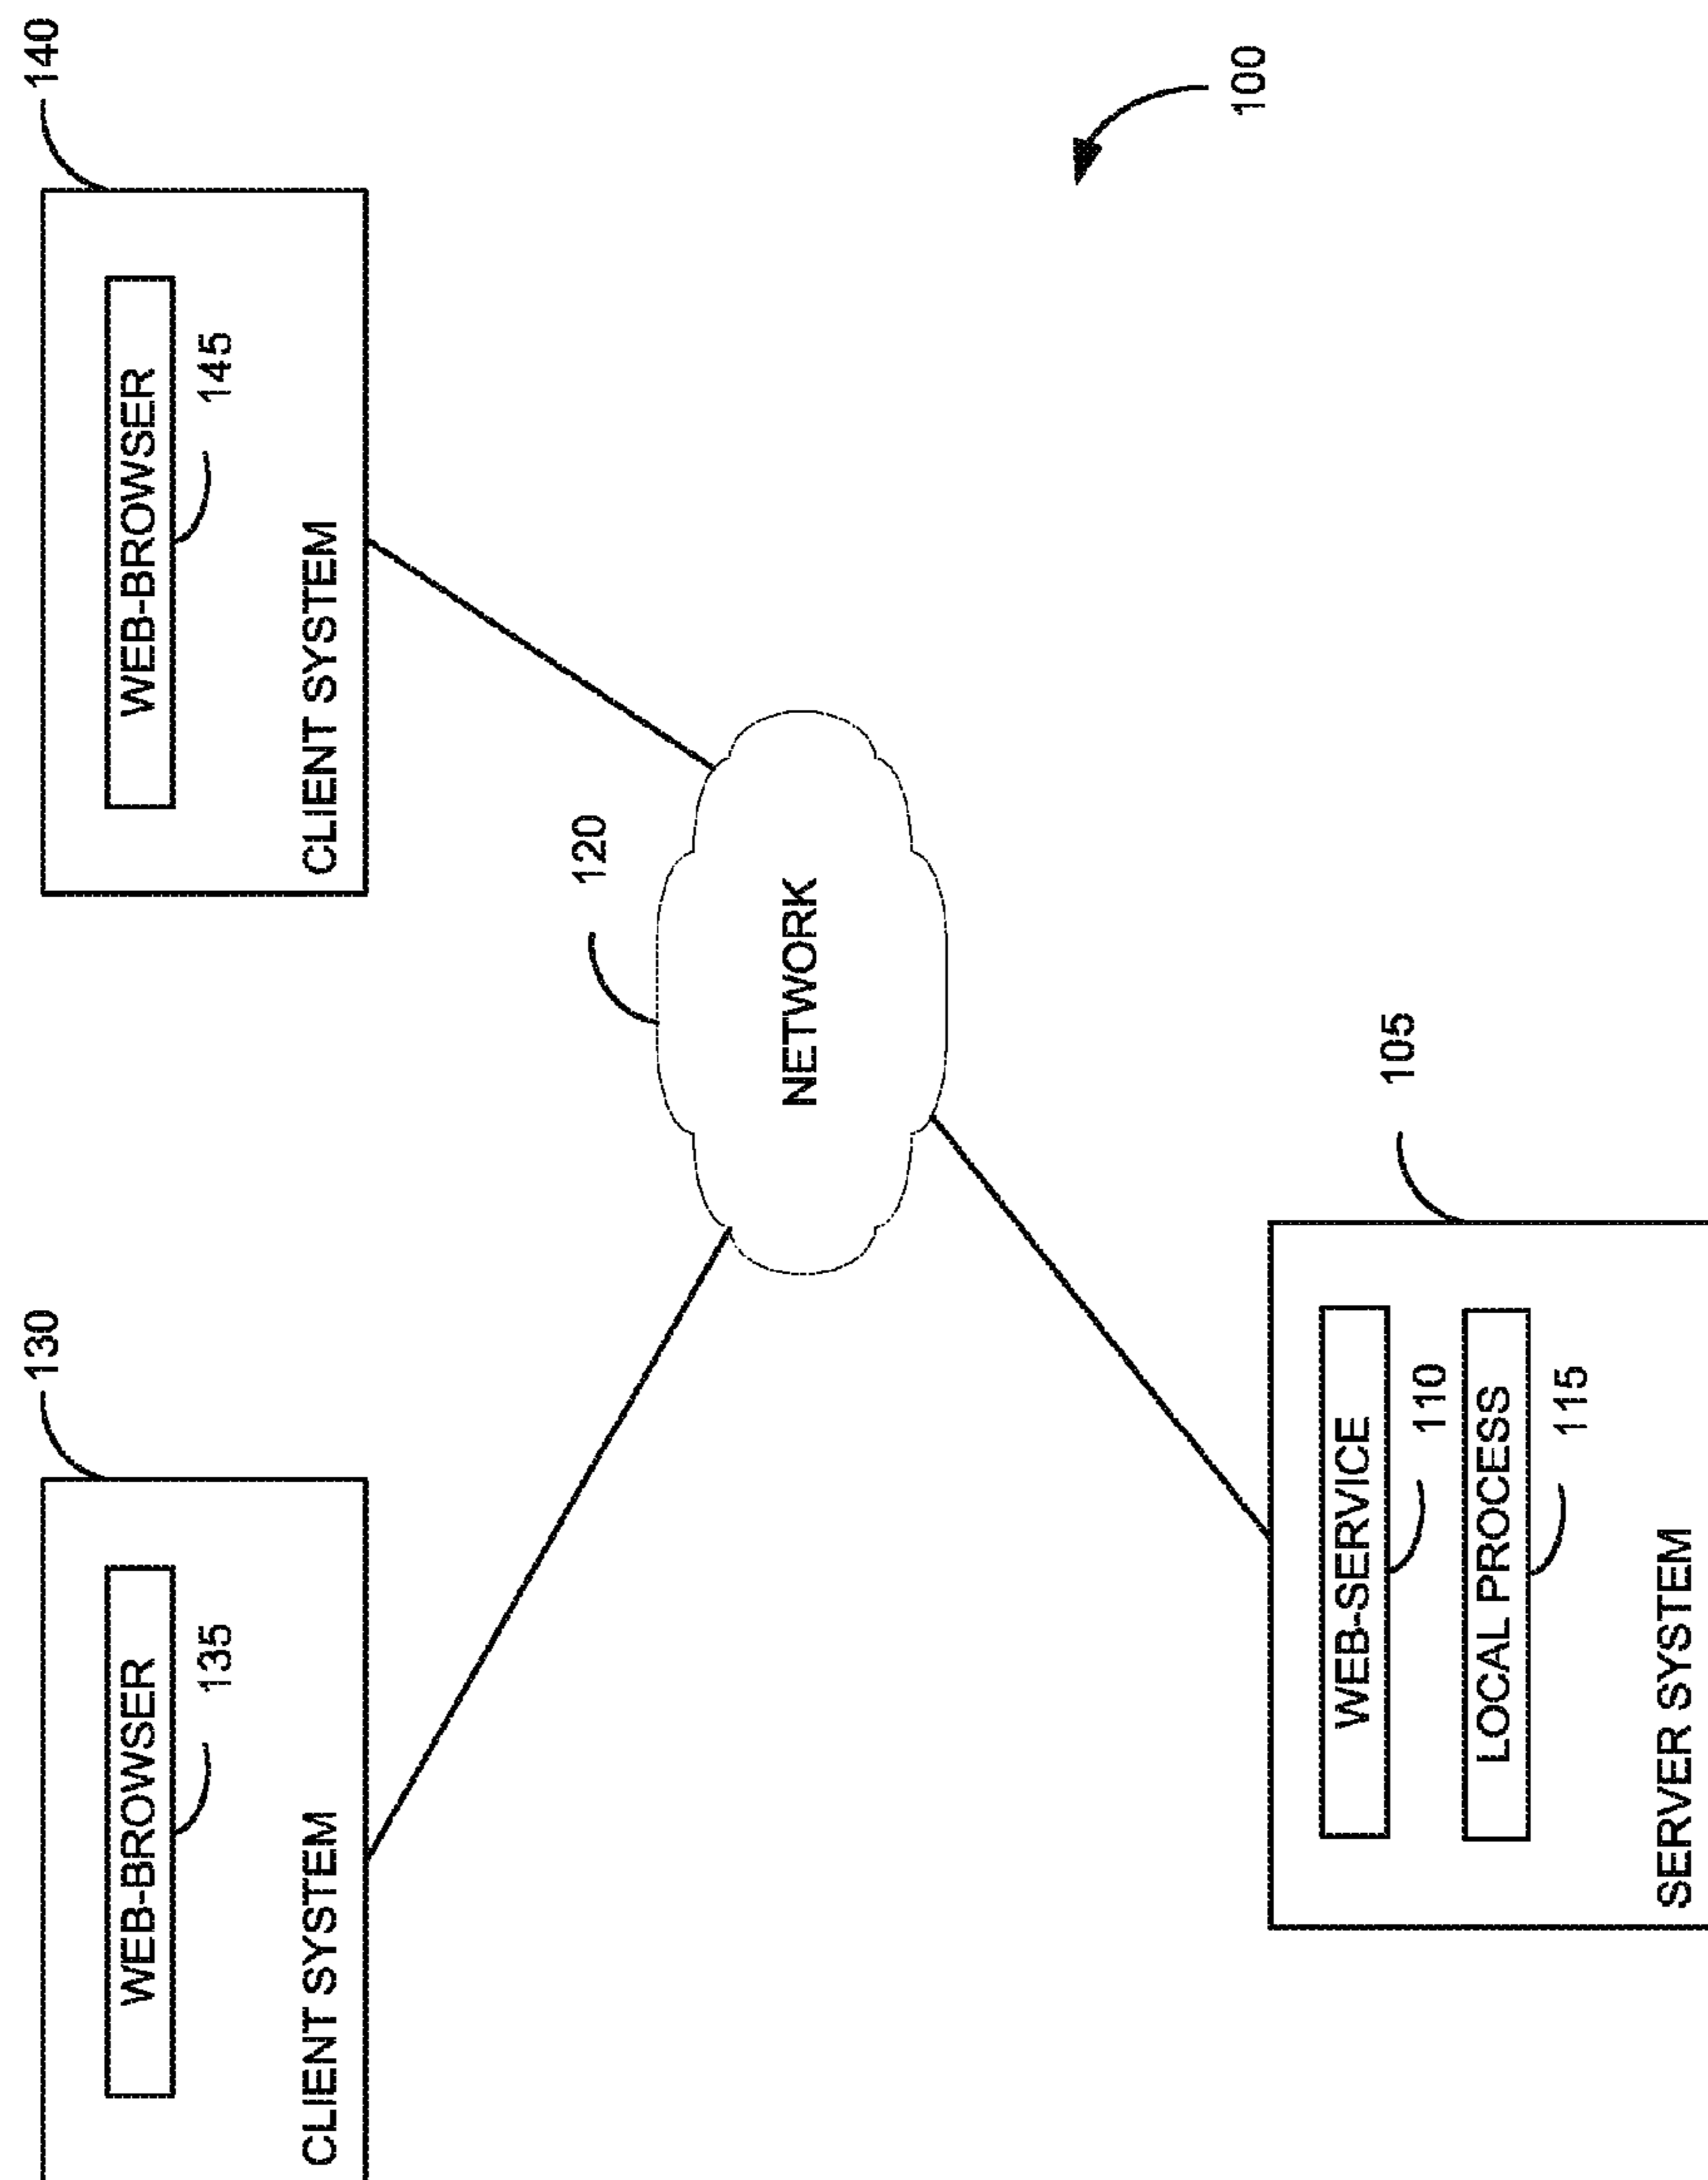 130
140
WEB-BROWSER
135
CLIENT SYSTEM
WEB-BROWSER
145
CLIENT SYSTEM
120
NETWORK
105
WEB-SERVICE
110
LOCAL PROCESS
115
SERVER SYSTEM
100